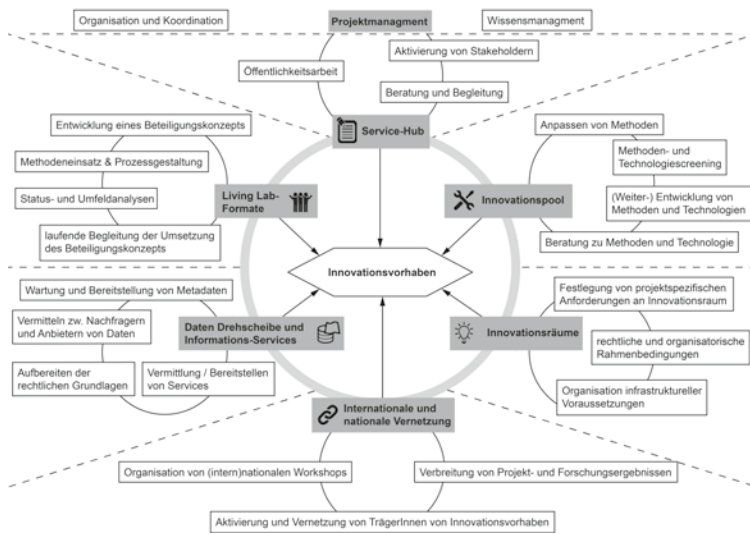 Organisation und Koordination
Projektmanagment
Wissensmanagment
Aktivierung von Stakeholdern
Öffentlichkeitsarbeit
Beratung und Begleitung
Service-Hub
Entwicklung eines Beteiligungskonzepts
Methodeneinsatz & Prozessgestaltung
Status- und Umfeldanalysen
laufende Begleitung der Umsetzung
des Beteiligungskonzepts
Living Lab-
Formate
Anpassen von Methoden
Methoden- und
Technologiescreening
(Weiter-) Entwicklung von
Methoden und Technologien
Beratung zu Methoden und Technologie
Innovationspool
Innovationsvorhaben
Wartung und Bereitstellung von Metadaten
Vermitteln zw. Nachfragern
und Anbietern von Daten
Aufbereiten der
rechtlichen Grundlagen
Vermittlung / Bereitstellen
von Services
Daten Drehscheibe und
Informations-Services
Festlegung von projektspezifischen
Anforderungen an Innovationsraum
rechtliche und organisatorische
Rahmenbedingungen
Organisation infrastruktureller
Voraussetzungen
Innovationsräume
Internationale und
nationale Vernetzung
Organisation von (intern)nationalen Workshops
Verbreitung von Projekt- und Forschungsergebnissen
Aktivierung und Vernetzung von TrägerInnen von Innovationsvorhaben